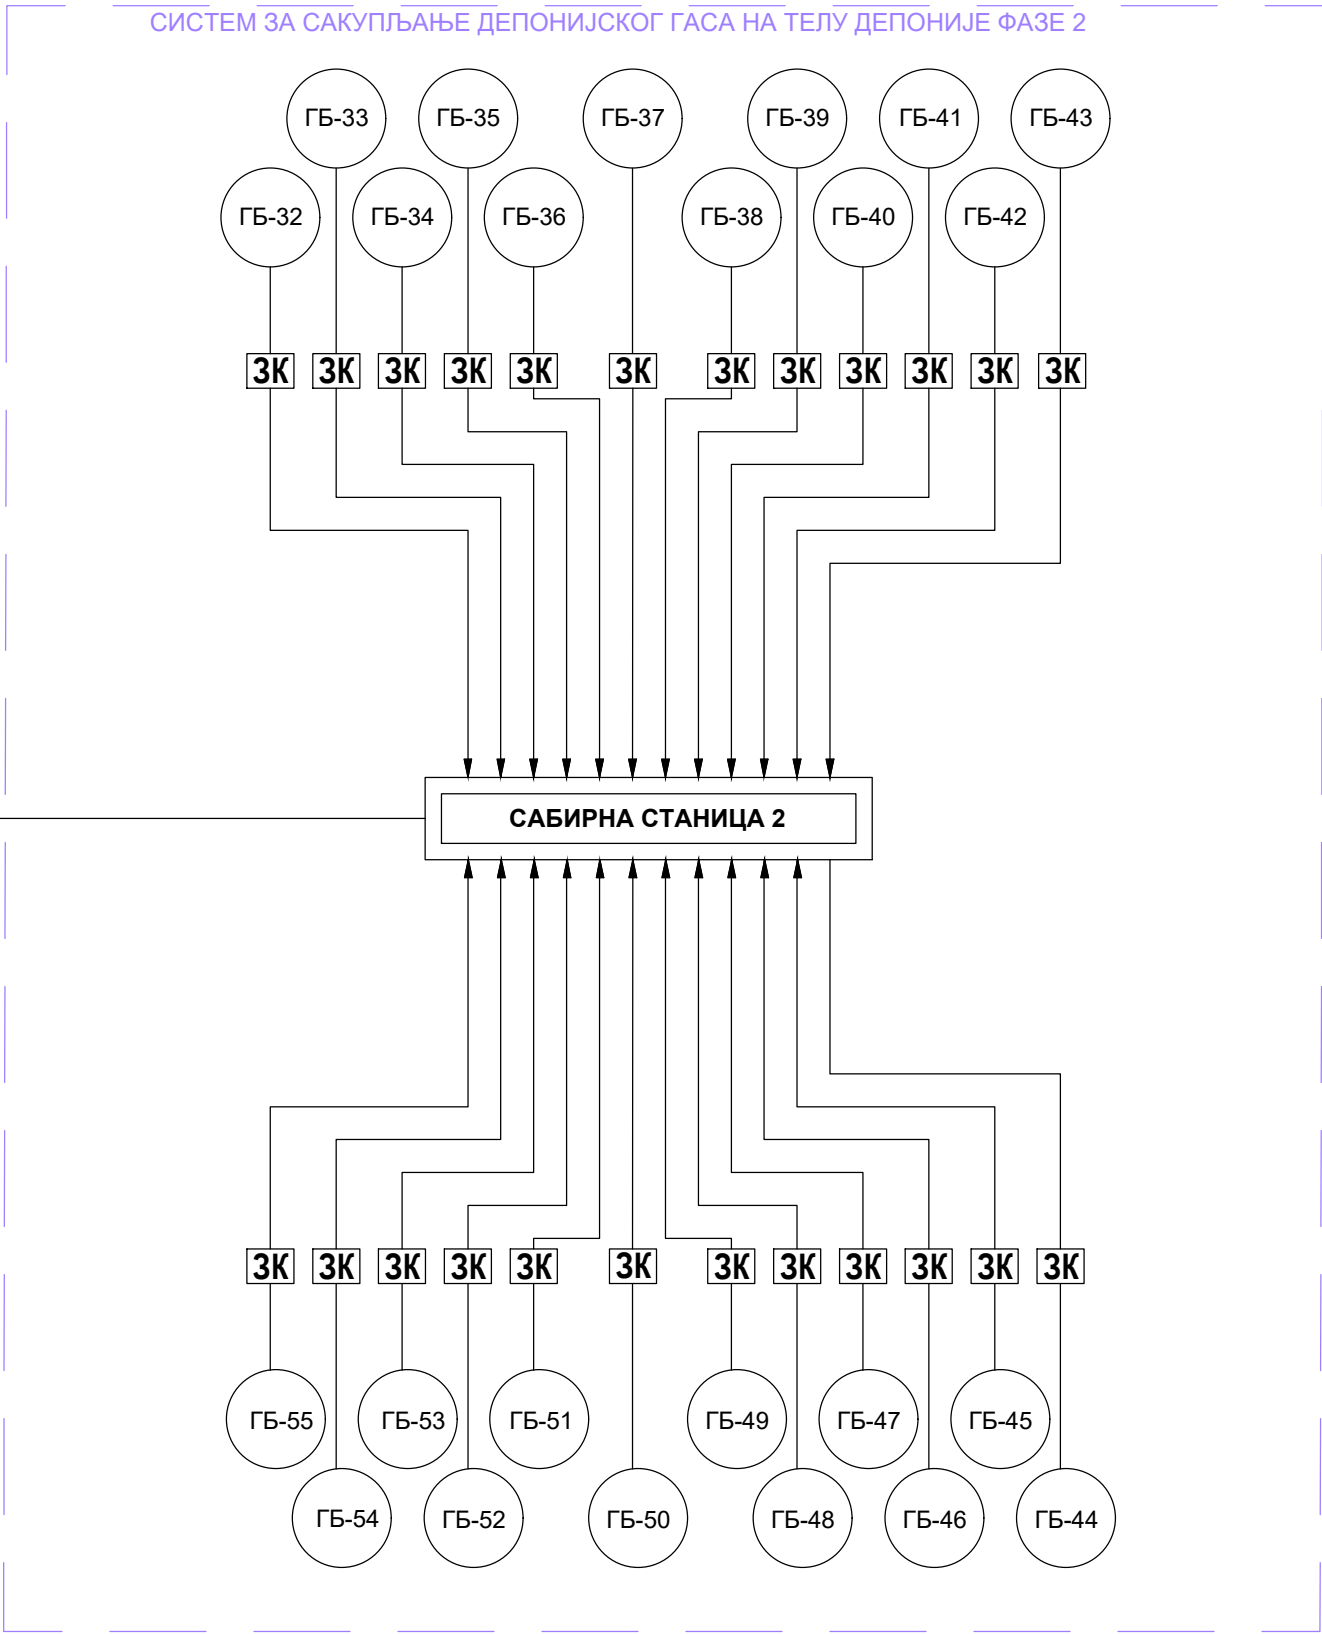 СИСТЕМ ЗА САКУПЉАЊЕ ДЕПОНИЈСКОГ ГАСА НА ТЕЛУ ДЕПОНИЈЕ ФАЗЕ 2
ГБ-33 ГБ-35 ГБ-37 ГБ-39 ГБ-41 ГБ-43
ГБ-32 ГБ-34 ГБ-36 ГБ-38 ГБ-40 ГБ-42
ЗК ЗК ЗК ЗК ЗК ЗК ЗК ЗК ЗК ЗК ЗК ЗК
САБИРНА СТАНИЦА 2
ЗК ЗК ЗК ЗК ЗК ЗК ЗК ЗК ЗК ЗК ЗК ЗК
ГБ-55 ГБ-53 ГБ-51 ГБ-49 ГБ-47 ГБ-45
ГБ-54 ГБ-52 ГБ-50 ГБ-48 ГБ-46 ГБ-44